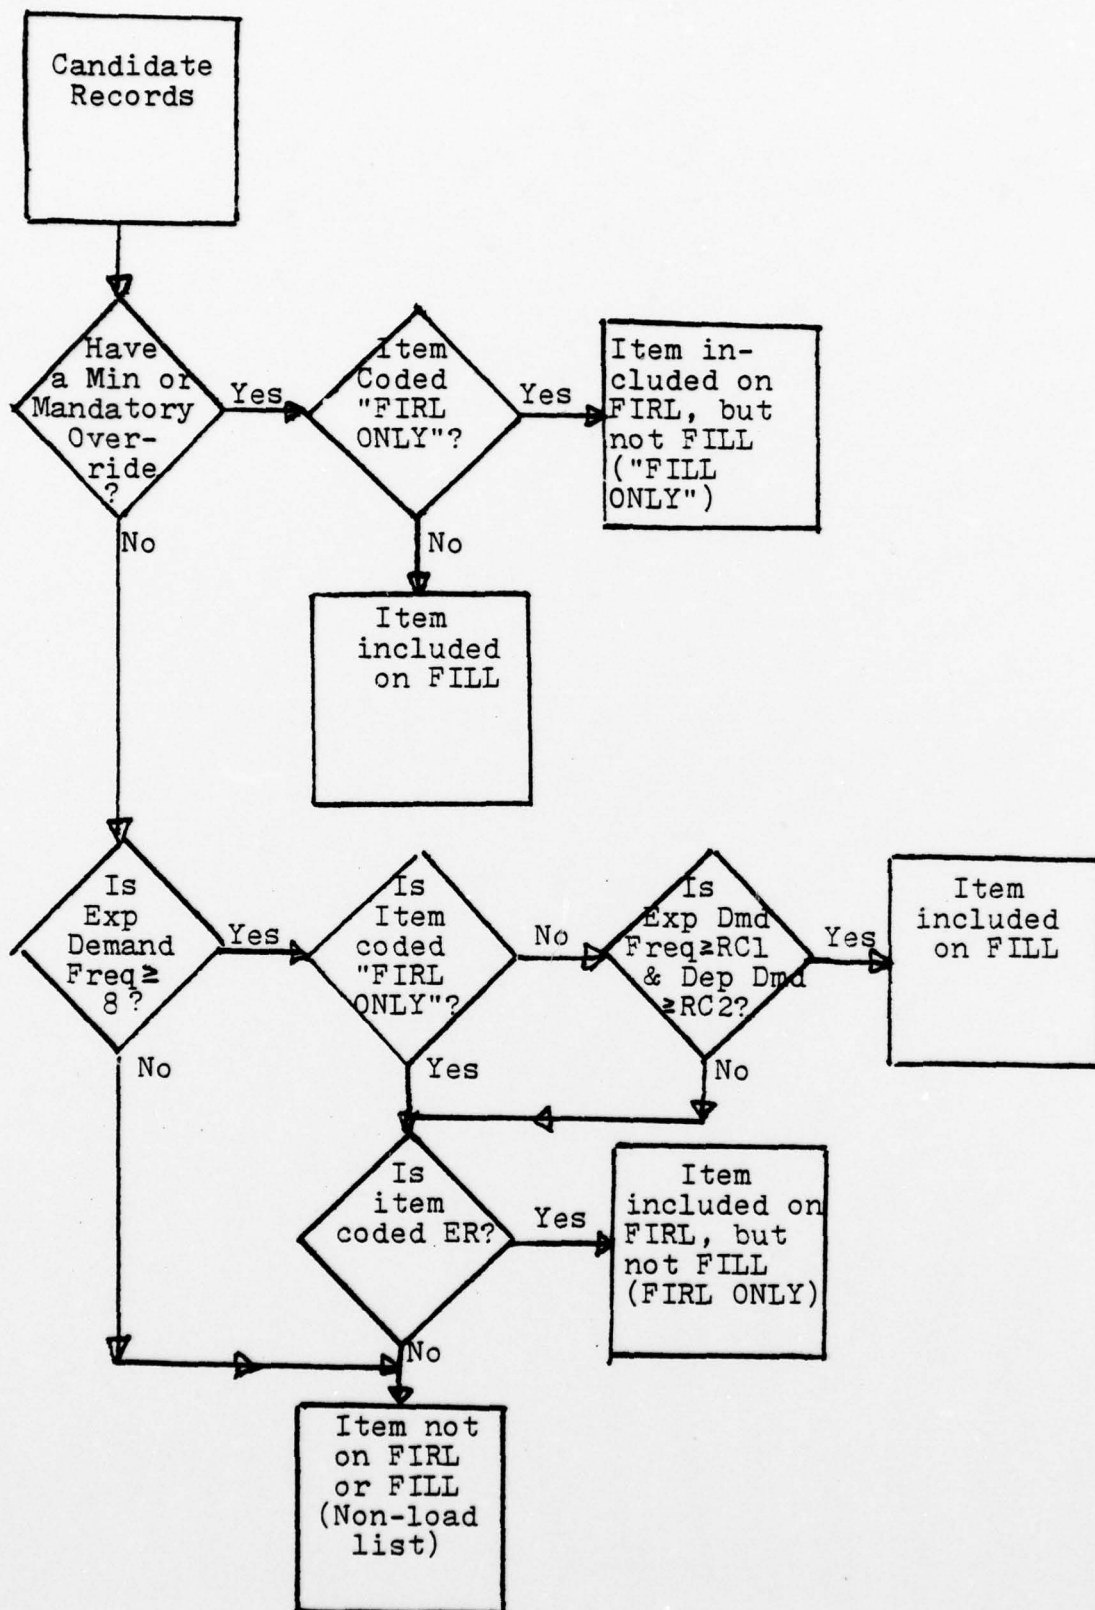 Candidate
Records
Have
a Min or
Mandatory
Over-
ride
?
Yes
Item
Coded
"FIRL
ONLY"?
Yes
Item in-
cluded on
FIRL, but
not FILL
("FILL
ONLY")
No
No
Item
included
on FILL
Is
Exp
Demand
Freq≥
8?
Yes
Is
Item
coded
"FIRL
ONLY"?
No
Is
Exp Dmd
Freq≥RC1
& Dep Dmd
≥RC2?
Yes
Item
included
on FILL
No
Yes
No
Is
item
coded ER?
Yes
Item
included on
FIRL, but
not FILL
(FIRL ONLY)
No
Item not
on FIRL
or FILL
(Non-load
list)